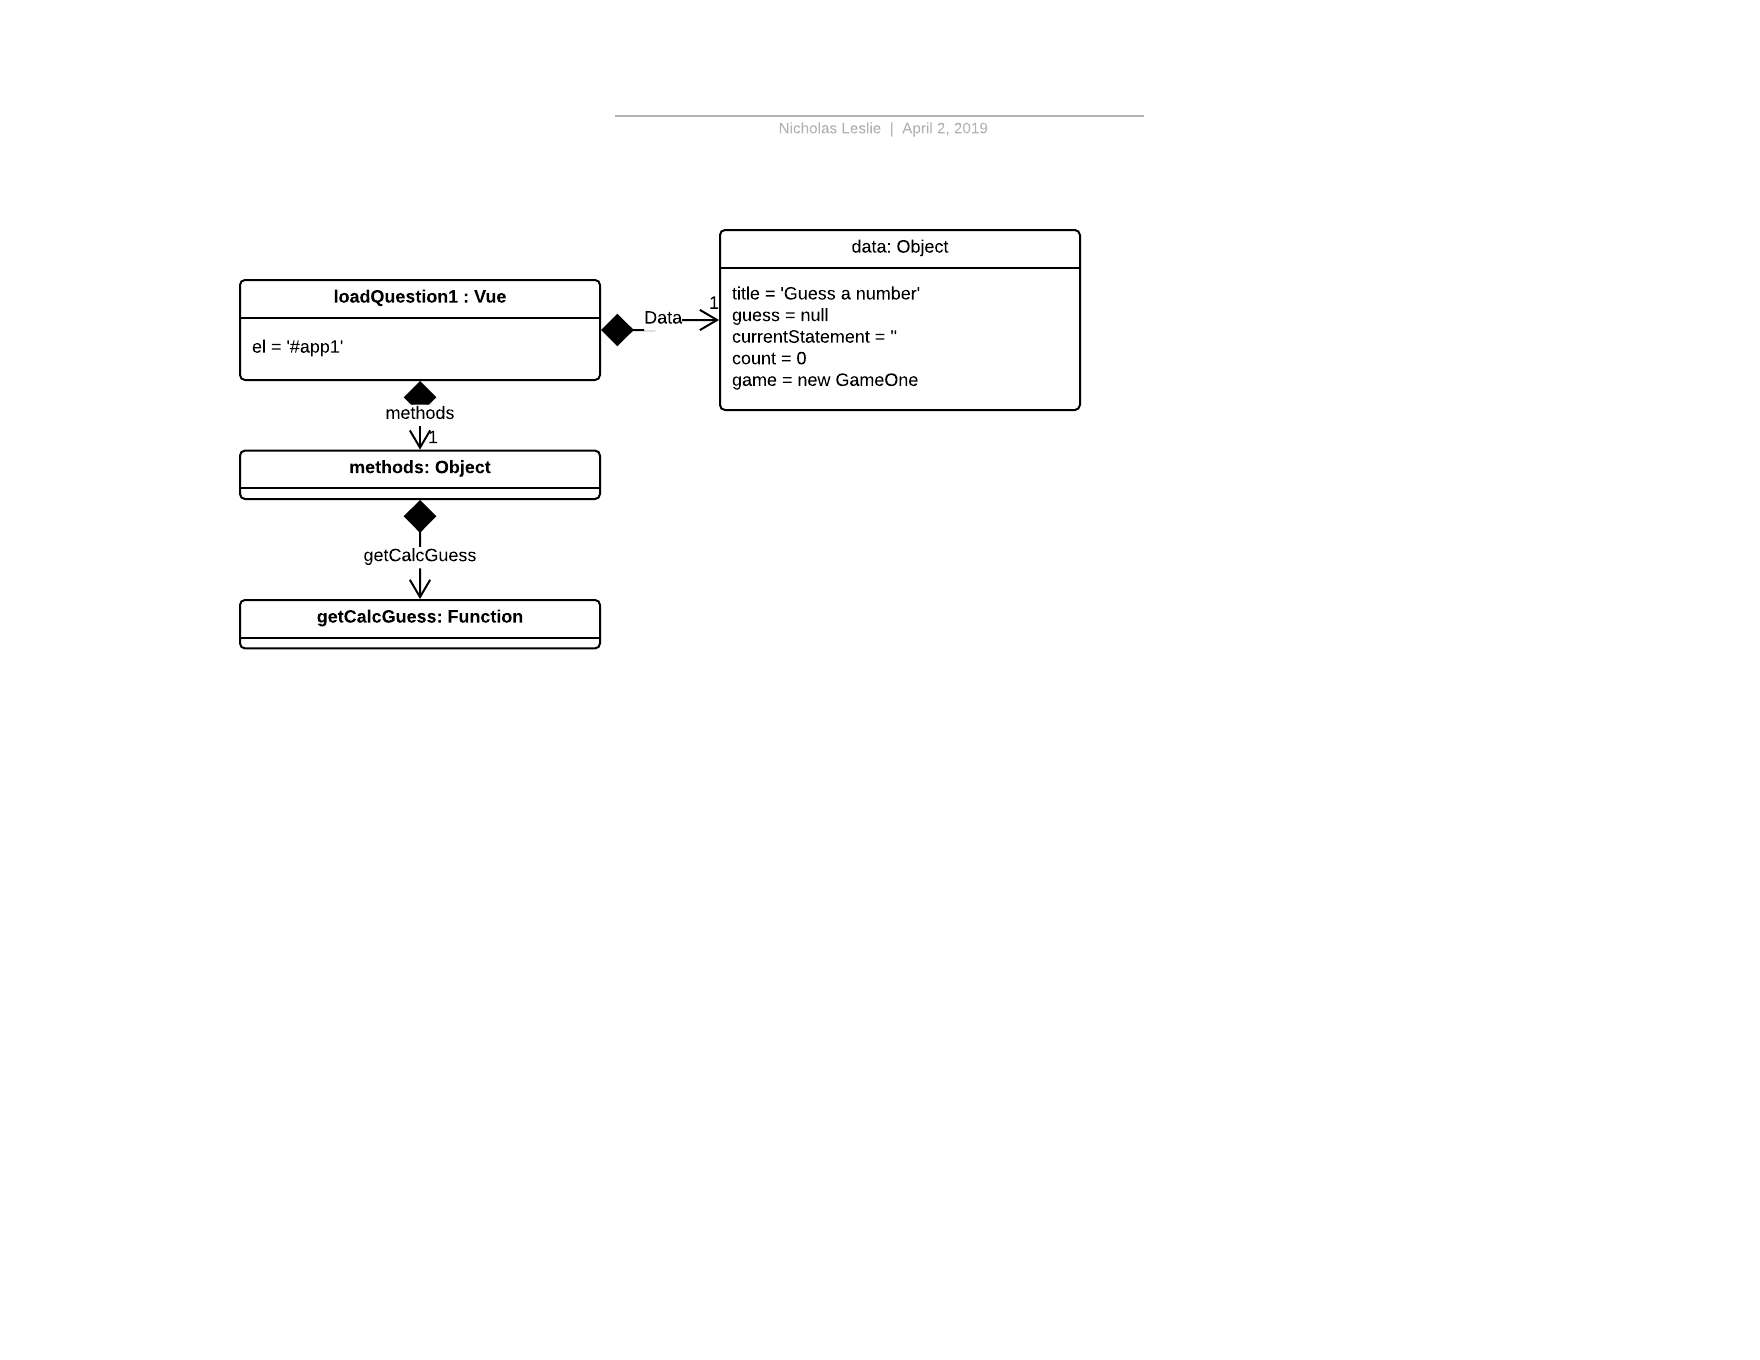 Nicholas Leslie | April 2, 2019
data: Object
title = 'Guess a number'
guess = null
currentStatement = ''
count = 0
game = new GameOne
loadQuestion1 : Vue
el = '#app1'
Data
1
methods
1
methods: Object
getCalcGuess
getCalcGuess: Function